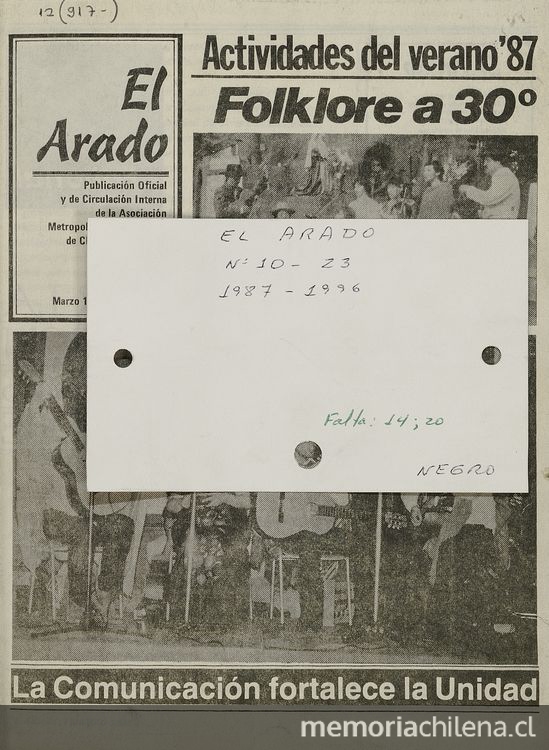 12 (917-)
Actividades del verano '87
Folklore a 30º
El
Arado
Publicación Oficial
y de Circulación Interna
de la Asociación
de
Marzo
EL ARADO
Nº 10 - 23
1987 - 1996
Falta: 14; 20
NEGRO
La Comunicación fortalece la Unidad
memoriachilena.cl